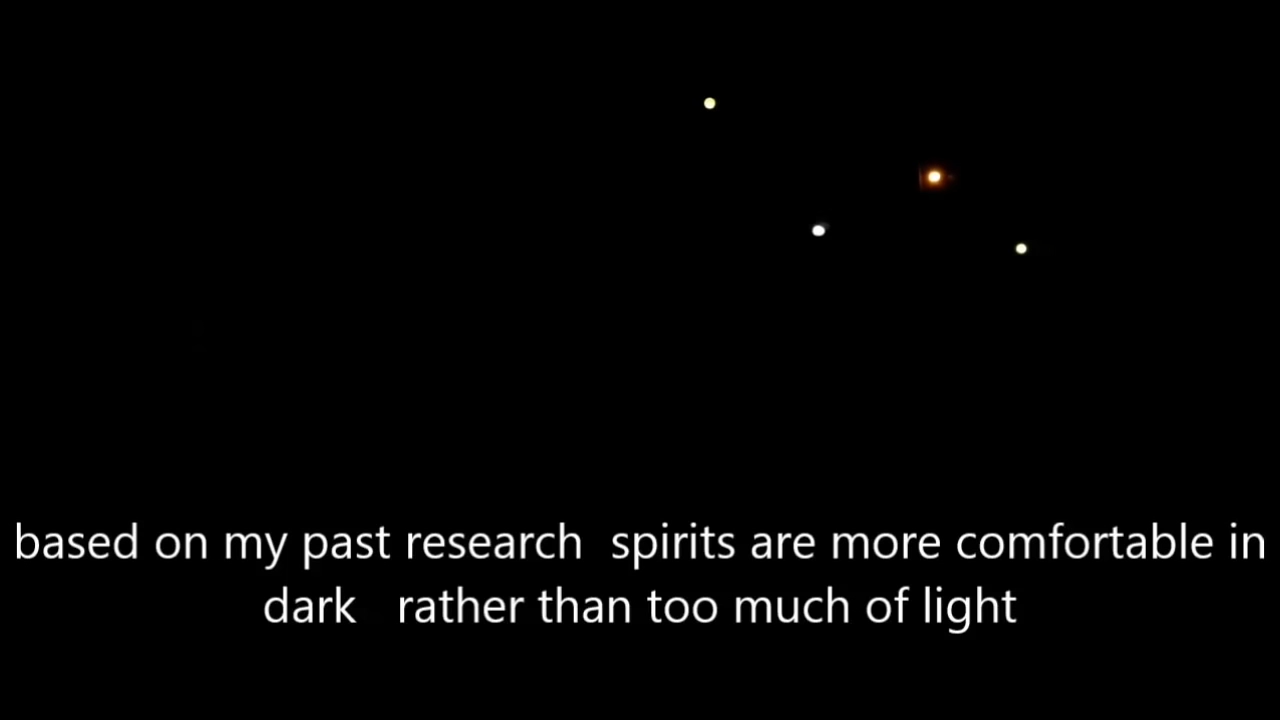 based on my past research  spirits are more comfortable in
dark   rather than too much of light